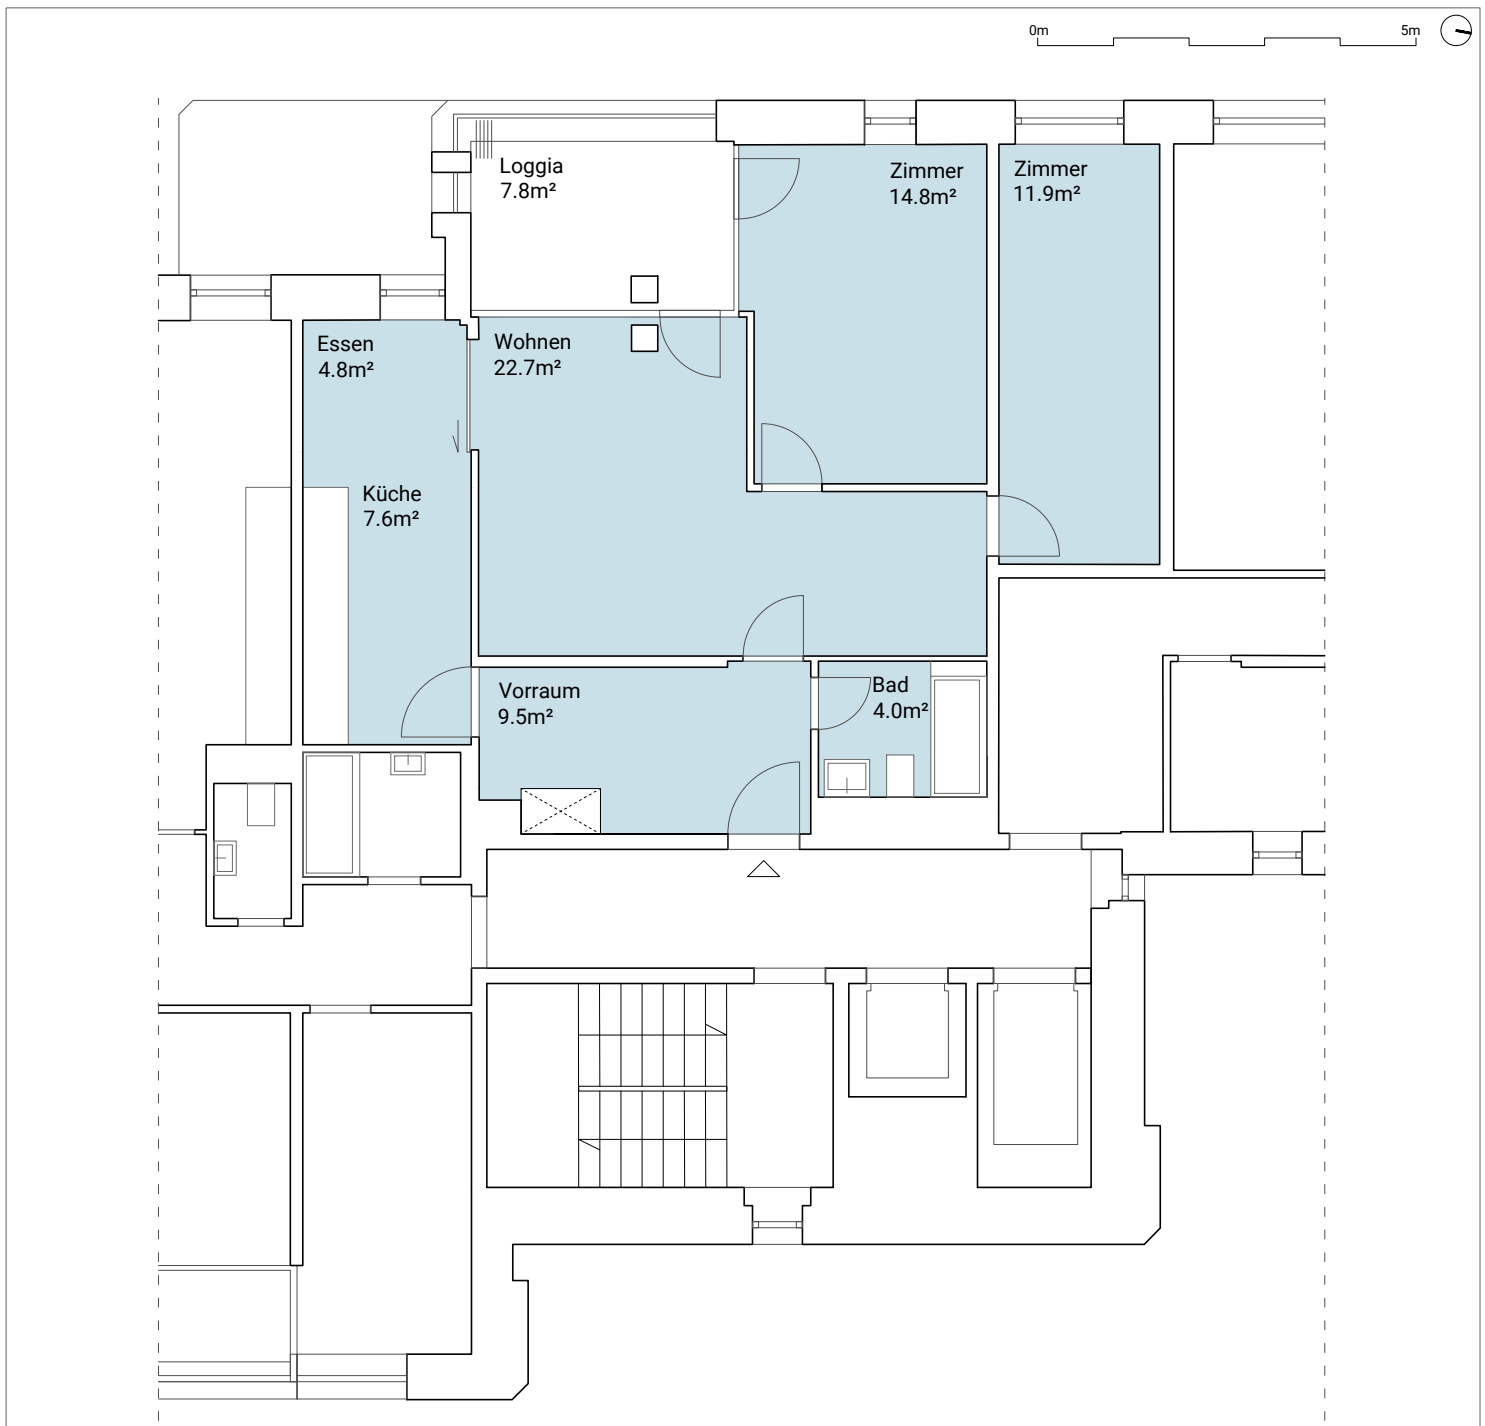 0m
5m
Loggia
7.8m²
Zimmer
14.8m²
Zimmer
11.9m²
Essen
4.8m²
Wohnen
22.7m²
Küche
7.6m²
Vorraum
9.5m²
Bad
4.0m²